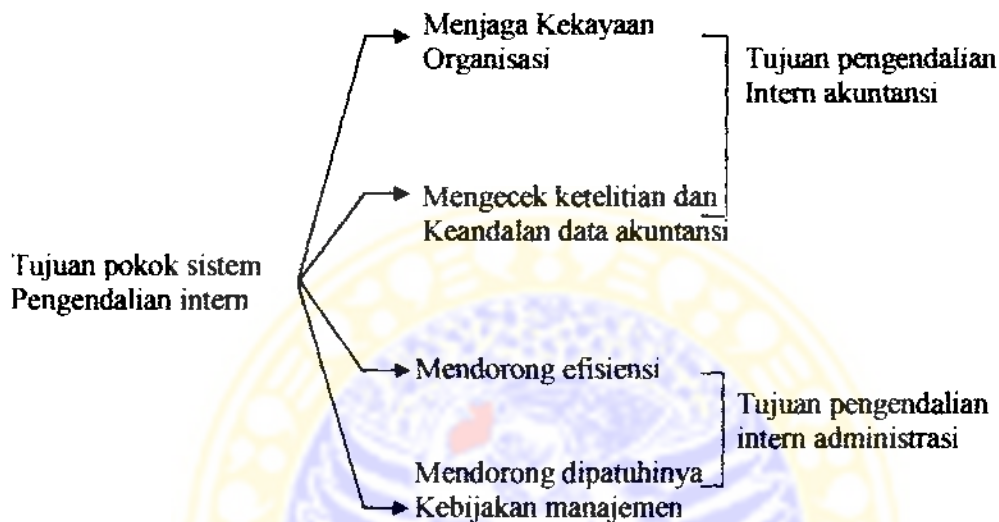 Menjaga Kekayaan
Organisasi
Tujuan pengendalian
Intern akuntansi
Mengecek ketelitian dan
Keandalan data akuntansi
Tujuan pokok sistem
Pengendalian intern
Mendorong efisiensi
Tujuan pengendalian
intern administrasi
Mendorong dipatuhinya
Kebijakan manajemen